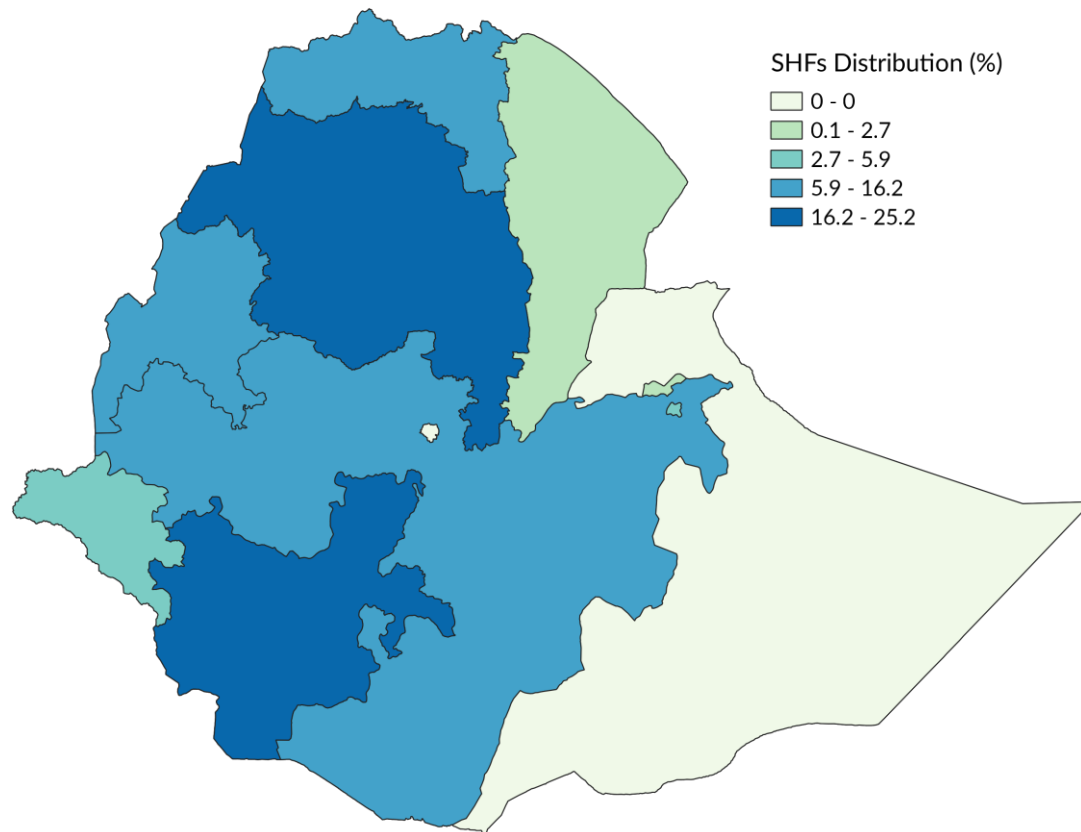 SHFs Distribution (%)
0 - 0
0.1 - 2.7
2.7 - 5.9
5.9 - 16.2
16.2 - 25.2